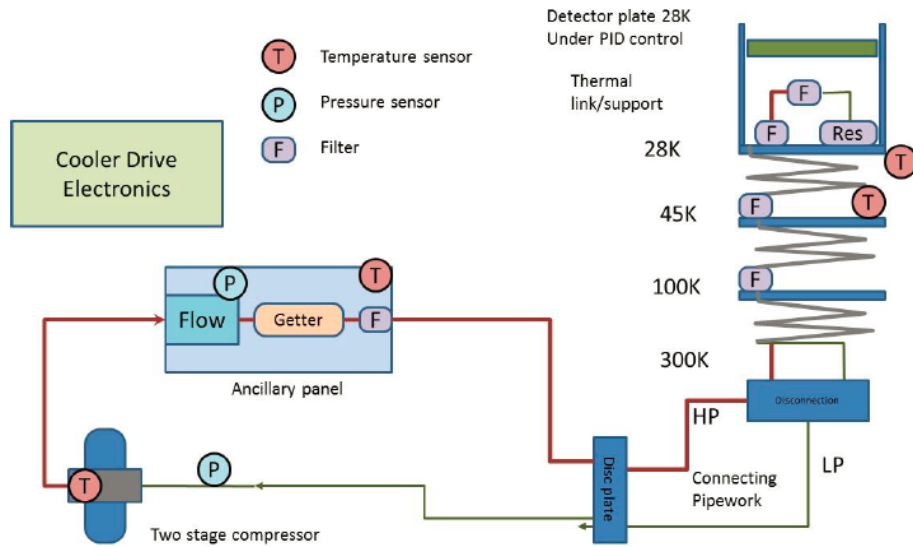 Detector plate 28K
Under PID control
T
Temperature sensor
P
Pressure sensor
F
Filter
Thermal
link/support
Cooler Drive
Electronics
F
F
Res
28K
T
T
F
45K
F
100K
300K
Disconnection
P
T
Flow
Getter
F
Ancillary panel
HP
LP
Disc plate
Connecting
Pipework
P
T
Two stage compressor